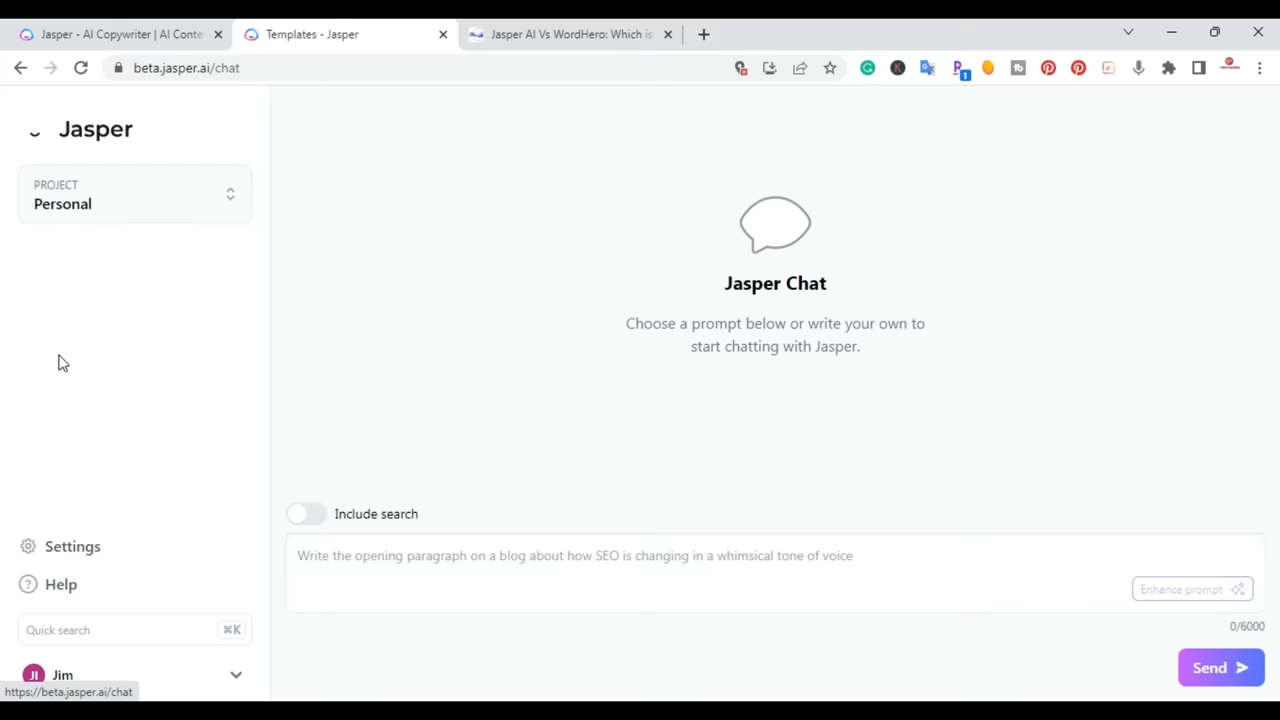 Jasper - AI Copywriter | AI Conte
Templates - Jasper
Jasper AI Vs WordHero: Which is
beta.jasper.ai/chat
1
Jasper
PROJECT
Personal
Jasper Chat
Choose a prompt below or write your own to
start chatting with Jasper.
Include search
Write the opening paragraph on a blog about how SEO is changing in a whimsical tone of voice
Enhance prompt
0/6000
Send
Settings
? Help
Quick search ⌘K
JI Jim
https://beta.jasper.ai/chat